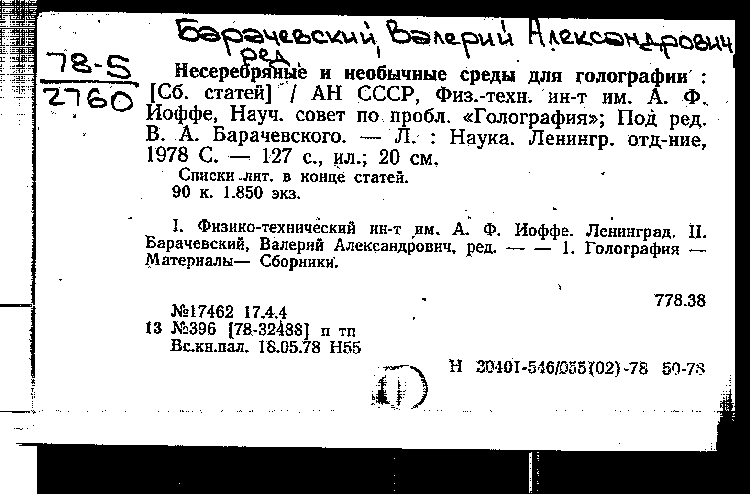 Барачевский, Валерий Александрович
ред.
78-5
2760
Несеребряные и необычные среды для голографии :
[Сб. статей] / АН СССР, Физ.-техн. ин-т им. А. Ф.
Иоффе, Науч. совет по пробл. «Голография»; Под ред.
В. А. Барачевского. — Л. : Наука. Ленингр. отд-ние,
1978 С. — 127 с., ил.; 20 см.
Списки лит. в конце статей.
90 к. 1.850 экз.
I. Физико-технический ин-т им. А. Ф. Иоффе. Ленинград. II.
Барачевский, Валерий Александрович, ред. — — 1. Голография —
Материалы— Сборники.
778.38
№17462 17.4.4
13 №396 [78-32488] п тп
Вс.кн.пал. 18.05.78 Н55
Н 30401-546/055(02)-78 50-78